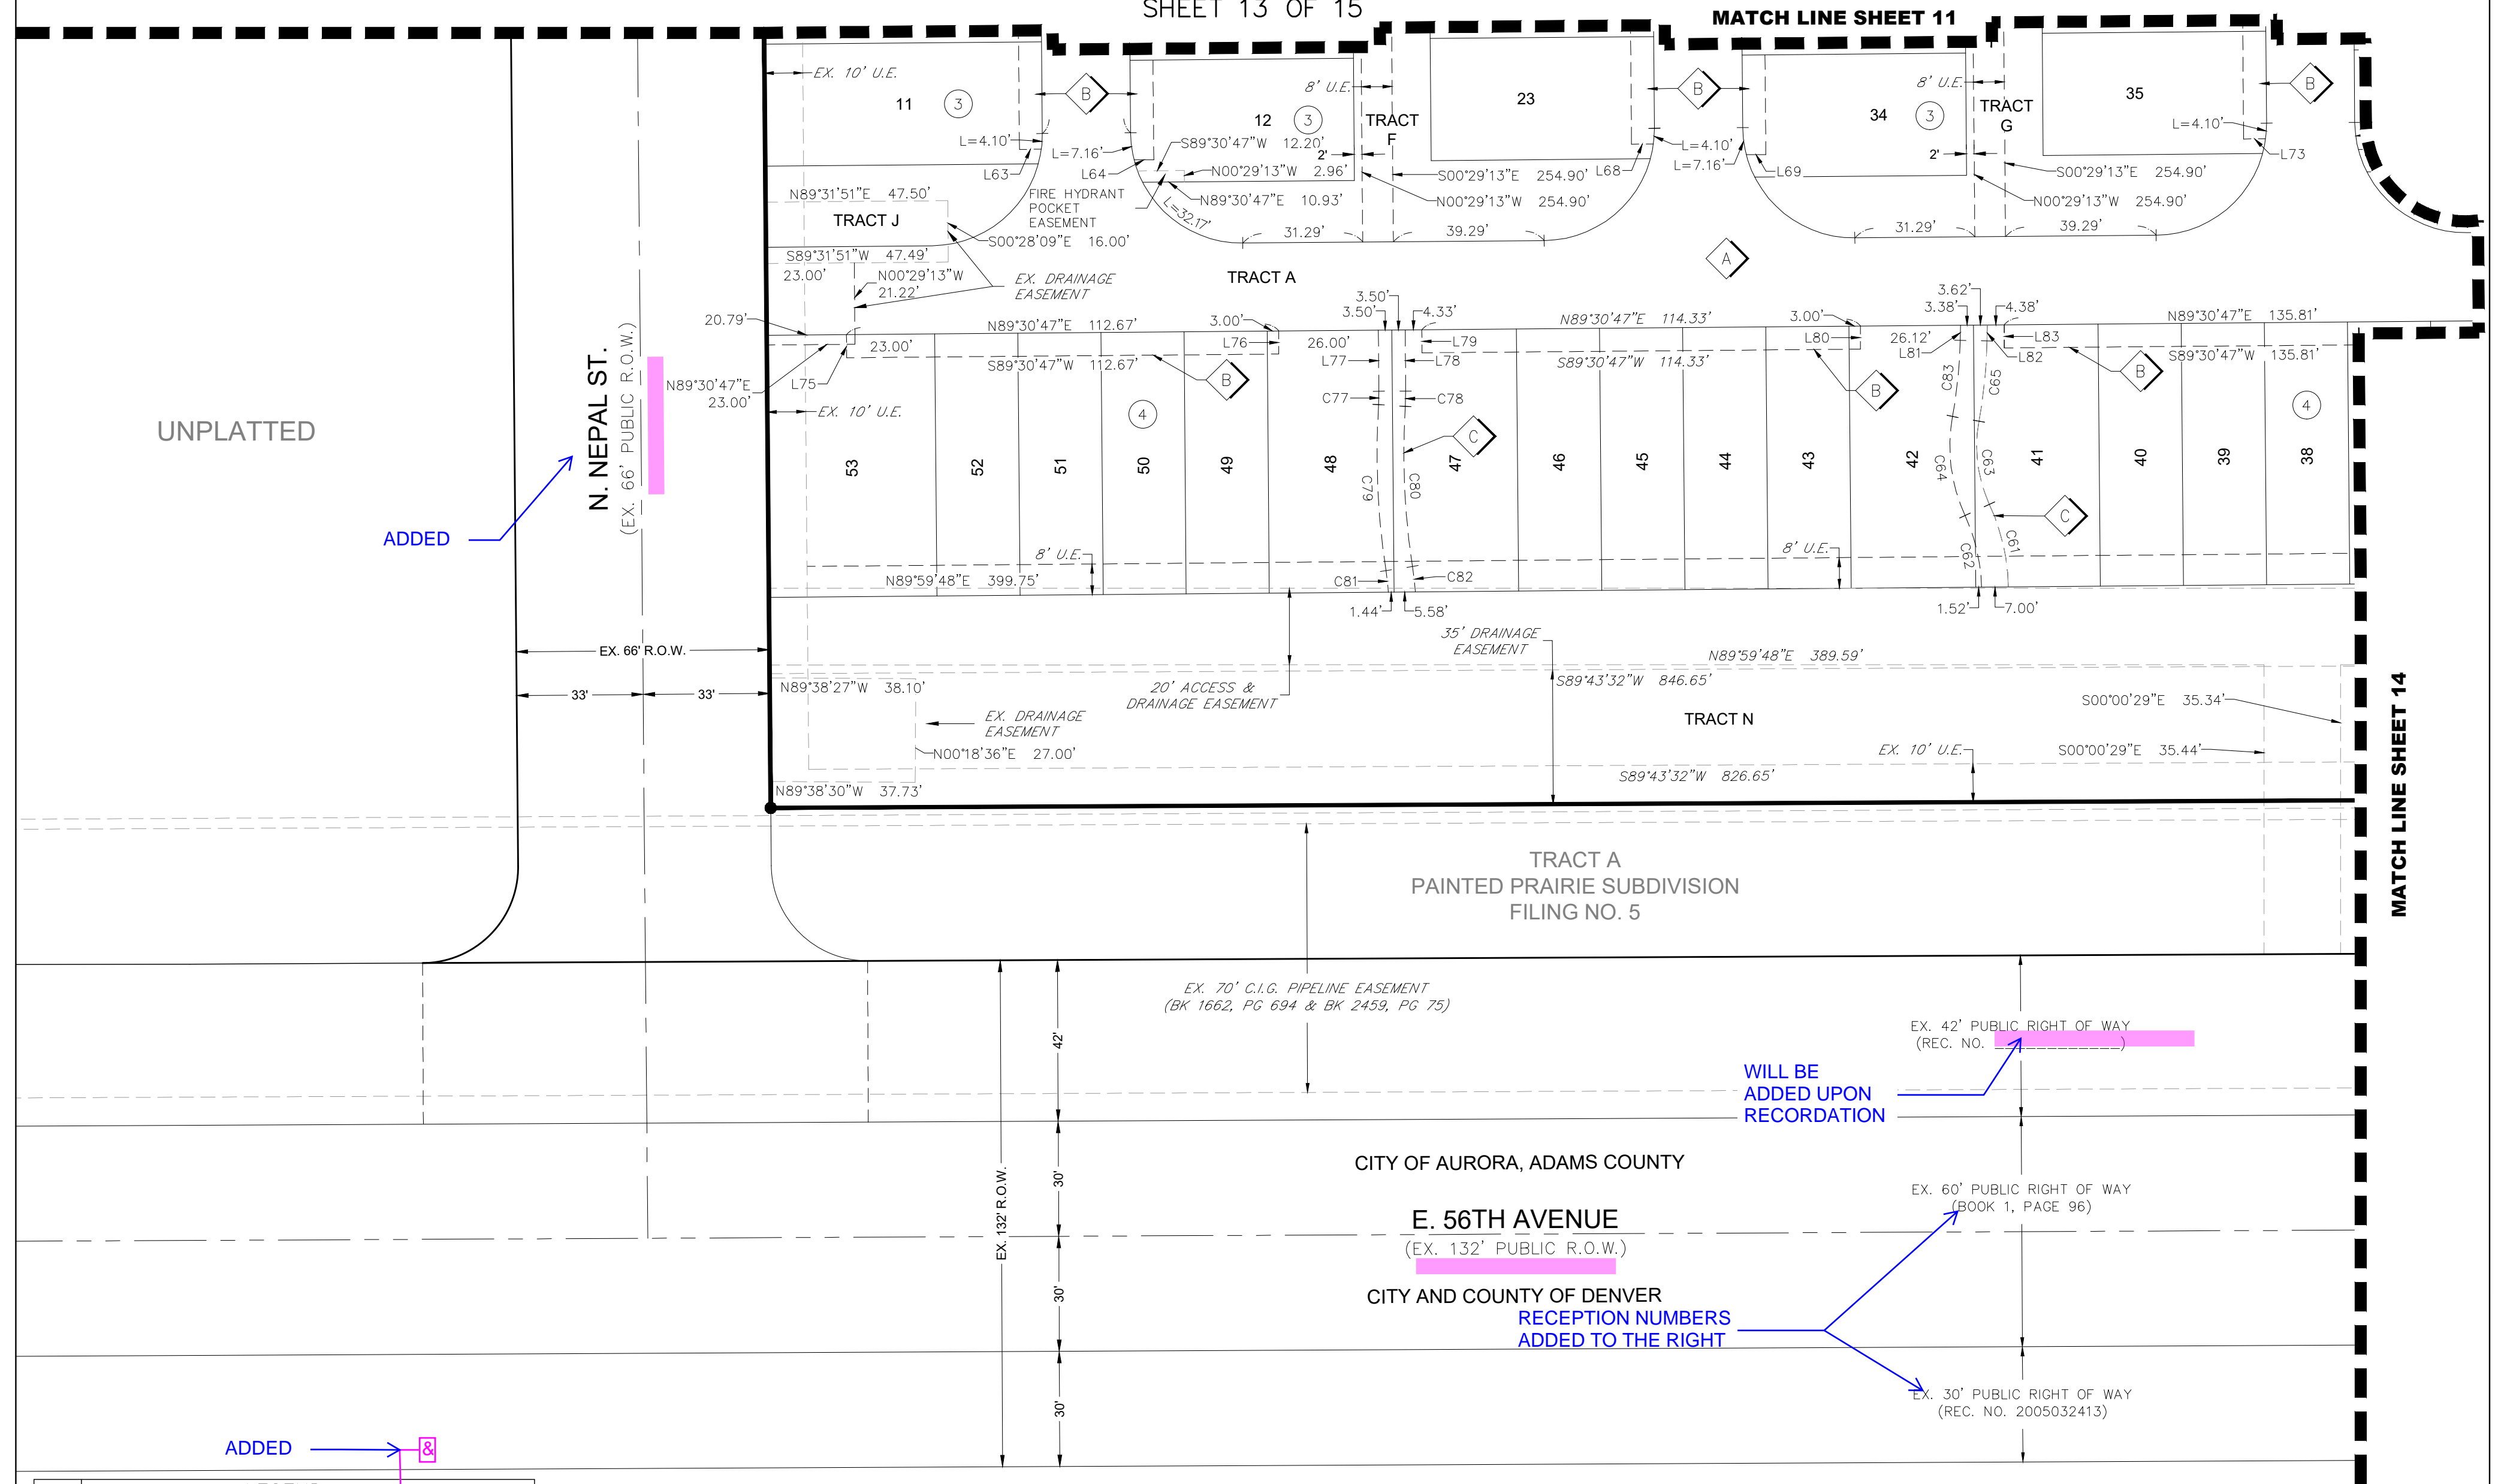 SHEET 13 OF 15
MATCH LINE SHEET 11
EX. 10' U.E.
11
3
B
L=4.10'
L63
L=7.16'
L64
12
3
8' U.E.
2'
S89°30'47"W 12.20'
N00°29'13"W 2.96'
N89°30'47"E 10.93'
FIRE HYDRANT
POCKET
EASEMENT
L=32.17'
31.29'
TRACT
F
23
B
L=4.10'
L68
S00°29'13"E 254.90'
N00°29'13"W 254.90'
39.29'
L=7.16'
L69
34
3
8' U.E.
2'
TRACT
G
35
B
L=4.10'
L73
S00°29'13"E 254.90'
N00°29'13"W 254.90'
31.29'
39.29'
N89°31'51"E 47.50'
TRACT J
S00°28'09"E 16.00'
S89°31'51"W 47.49'
23.00'
N00°29'13"W
21.22'
EX. DRAINAGE
EASEMENT
TRACT A
A
20.79'
N89°30'47"E 112.67'
3.00'
3.50'
3.50'
4.33'
N89°30'47"E 114.33'
3.00'
3.62'
3.38'
4.38'
N89°30'47"E 135.81'
23.00'
L76
26.00'
L79
L80
26.12'
L83
S89°30'47"W 112.67'
L77
L78
S89°30'47"W 114.33'
L81
L82
S89°30'47"W 135.81'
N89°30'47"E
23.00'
L75
B
B
B
EX. 10' U.E.
4
C77
C78
C83
C65
4
C
53
52
51
50
49
48
47
46
45
44
43
42
41
40
39
38
C79
C80
C64
C63
C
C62
C61
8' U.E.
8' U.E.
N89°59'48"E 399.75'
C81
C82
1.44'
5.58'
1.52'
7.00'
UNPLATTED
N. NEPAL ST.
(EX. 66' PUBLIC R.O.W.)
ADDED
EX. 66' R.O.W.
33'
33'
35' DRAINAGE
EASEMENT
N89°59'48"E 389.59'
N89°38'27"W 38.10'
20' ACCESS &
DRAINAGE EASEMENT
S89°43'32"W 846.65'
S00°00'29"E 35.34'
EX. DRAINAGE
EASEMENT
TRACT N
N00°18'36"E 27.00'
EX. 10' U.E.
S00°00'29"E 35.44'
S89°43'32"W 826.65'
N89°38'30"W 37.73'
MATCH LINE SHEET 14
TRACT A
PAINTED PRAIRIE SUBDIVISION
FILING NO. 5
EX. 70' C.I.G. PIPELINE EASEMENT
(BK 1662, PG 694 & BK 2459, PG 75)
42'
EX. 42' PUBLIC RIGHT OF WAY
(REC. NO. ____________)
WILL BE
ADDED UPON
RECORDATION
EX. 132' R.O.W.
30'
CITY OF AURORA, ADAMS COUNTY
EX. 60' PUBLIC RIGHT OF WAY
(BOOK 1, PAGE 96)
E. 56TH AVENUE
(EX. 132' PUBLIC R.O.W.)
30'
CITY AND COUNTY OF DENVER
RECEPTION NUMBERS
ADDED TO THE RIGHT
30'
EX. 30' PUBLIC RIGHT OF WAY
(REC. NO. 2005032413)
ADDED
&